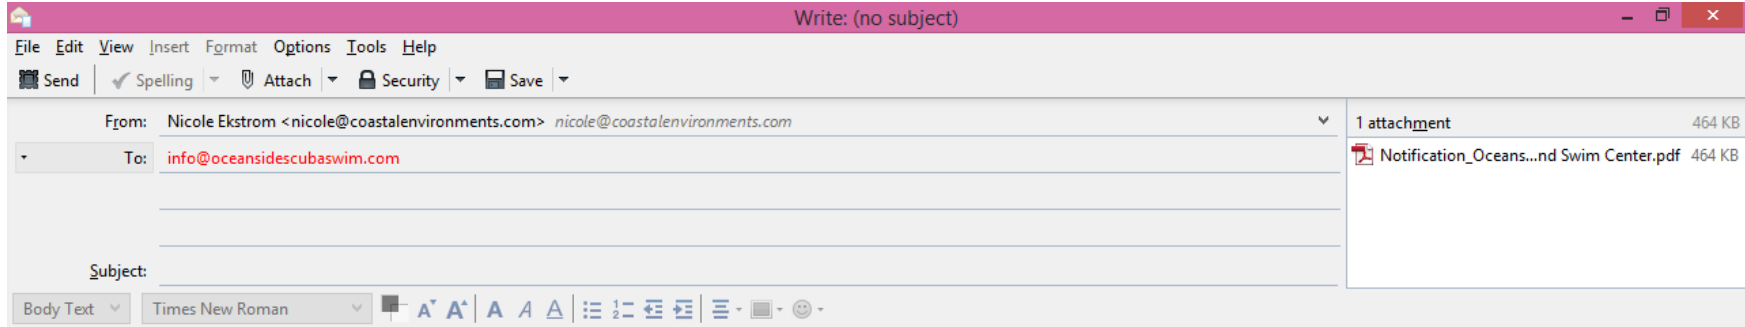 Write: (no subject)
File Edit View Insert Format Options Tools Help
Send Spelling Attach Security Save
From: Nicole Ekstrom <nicole@coastalenvironments.com> nicole@coastalenvironments.com
1 attachment 464 KB
To: info@oceansidescubaswim.com
Notification_Oceans...nd Swim Center.pdf 464 KB
Subject:
Body Text Times New Roman